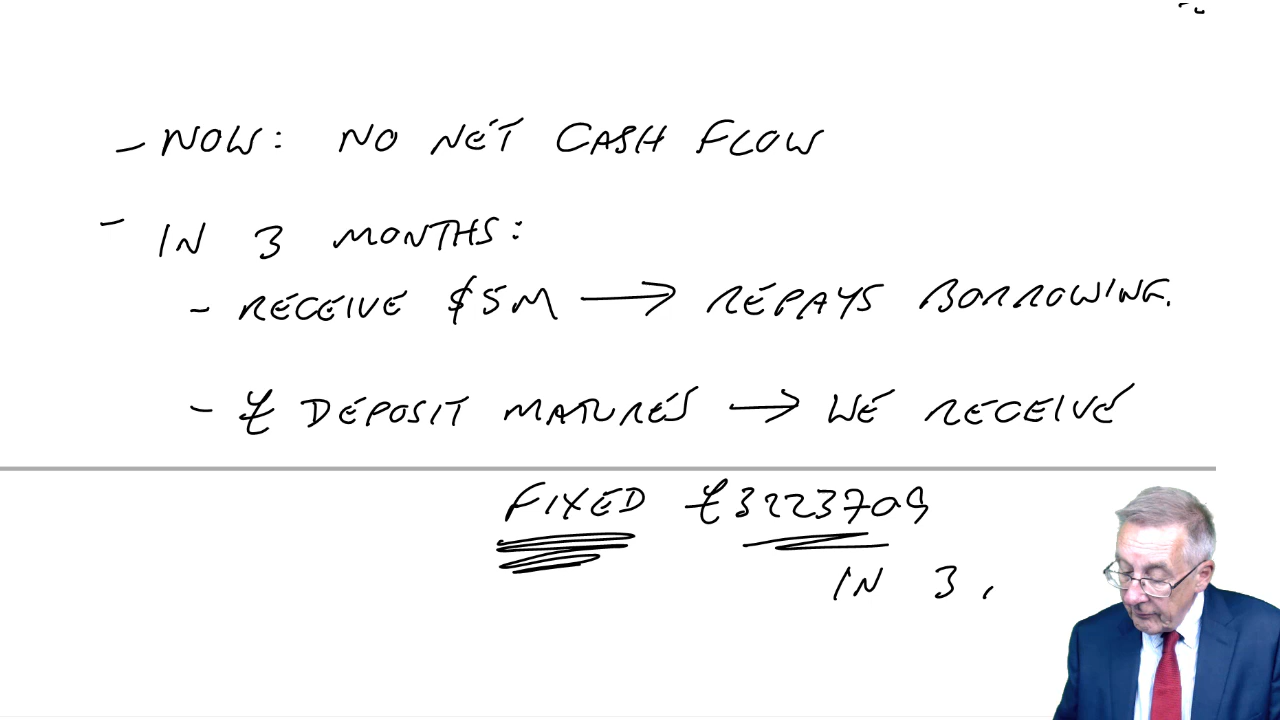 - NOW: NO NET CASH FLOW
- IN 3 MONTHS:
- RECEIVE $5M → REPAYS BORROWING.
- £ DEPOSIT MATURES → WE RECEIVE
FIXED £3223709
IN 3